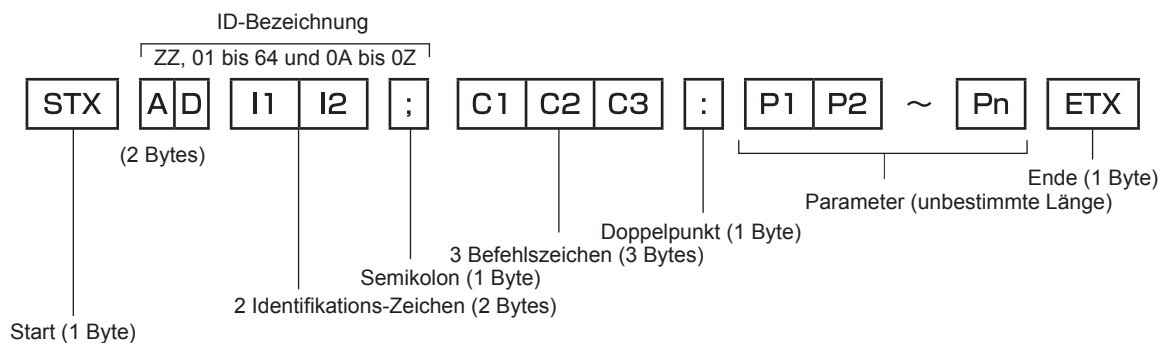 ID-Bezeichnung
ZZ, 01 bis 64 und 0A bis 0Z
STX A D I1 I2 ; C1 C2 C3 : P1 P2 ~ Pn ETX
(2 Bytes)
Ende (1 Byte)
Parameter (unbestimmte Länge)
Doppelpunkt (1 Byte)
3 Befehlszeichen (3 Bytes)
Semikolon (1 Byte)
2 Identifikations-Zeichen (2 Bytes)
Start (1 Byte)